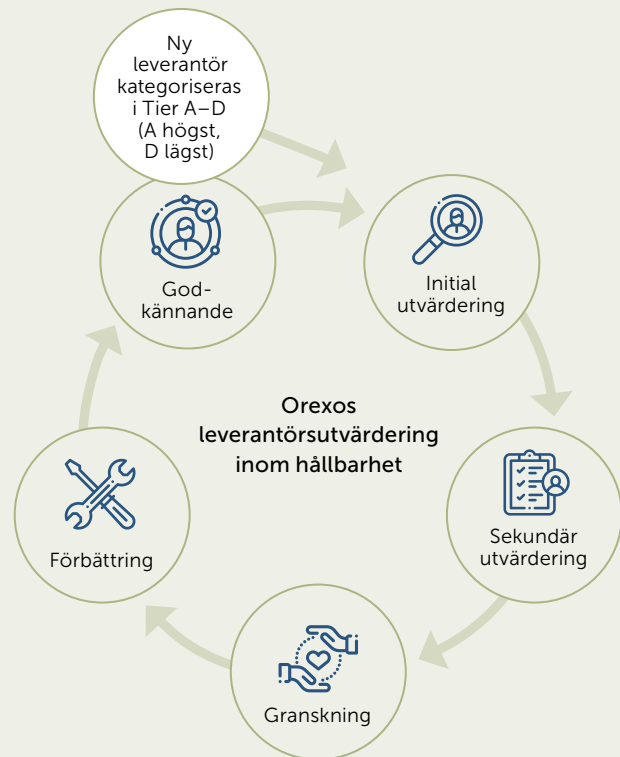 Ny
leverantör
kategoriseras
i Tier A–D
(A högst,
D lägst)
God-
kännande
Initial
utvärdering
Orexos
leverantörsutvärdering
inom hållbarhet
Sekundär
utvärdering
Förbättring
Granskning